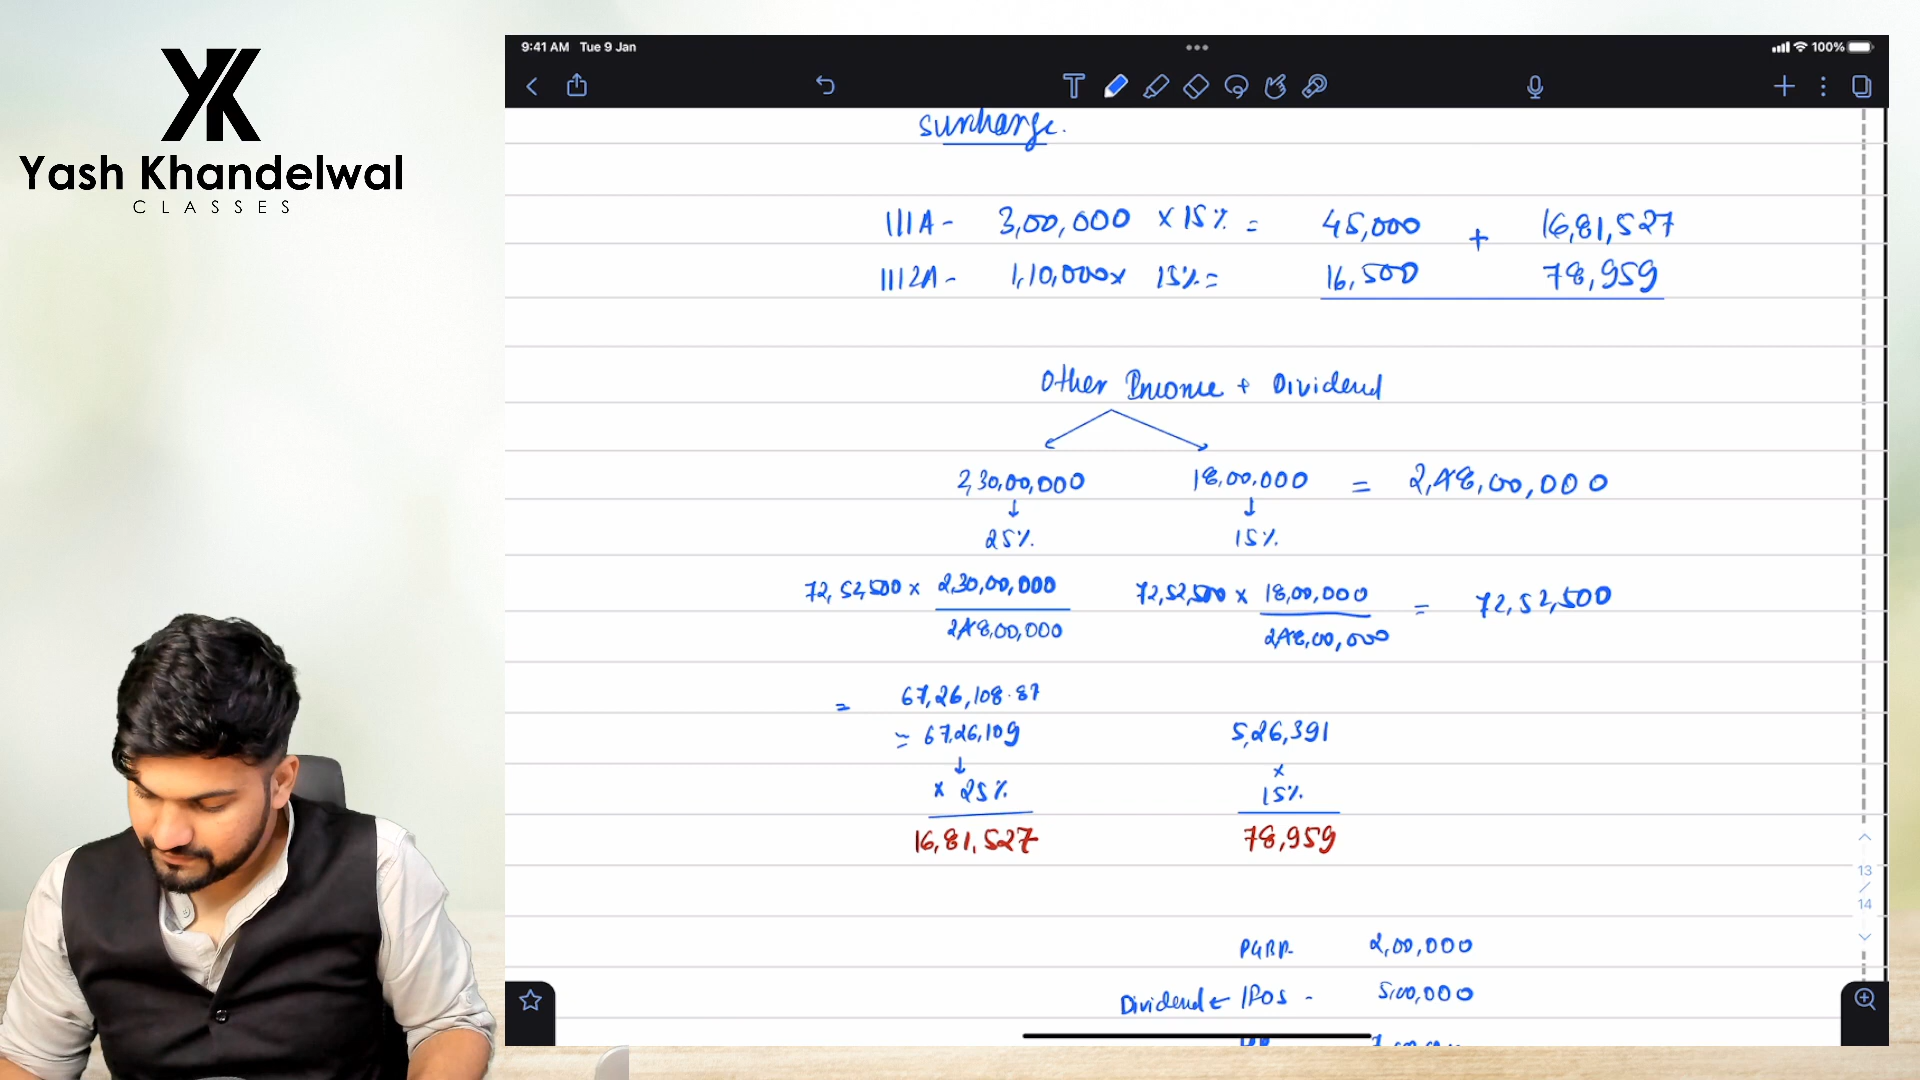 YK
Yash Khandelwal
CLASSES
9:41 AM Tue 9 Jan
100%
surcharge.
111A - 3,00,000 × 15% = 45,000 + 16,81,527
112A - 1,10,000 × 15% = 16,500 78,959
Other Income + Dividend
2,30,00,000 18,00,000 = 2,48,00,000
↓ ↓
25% 15%
72,52,500 × 2,30,00,000 72,52,500 × 18,00,000 = 72,52,500
2,48,00,000 2,48,00,000
= 67,26,108.87
≈ 67,26,109 5,26,391
↓ ×
× 25% 15%
16,81,527 78,959
PGBP - 2,00,000
Dividend ← IFOS - 5,00,000
13
/
14